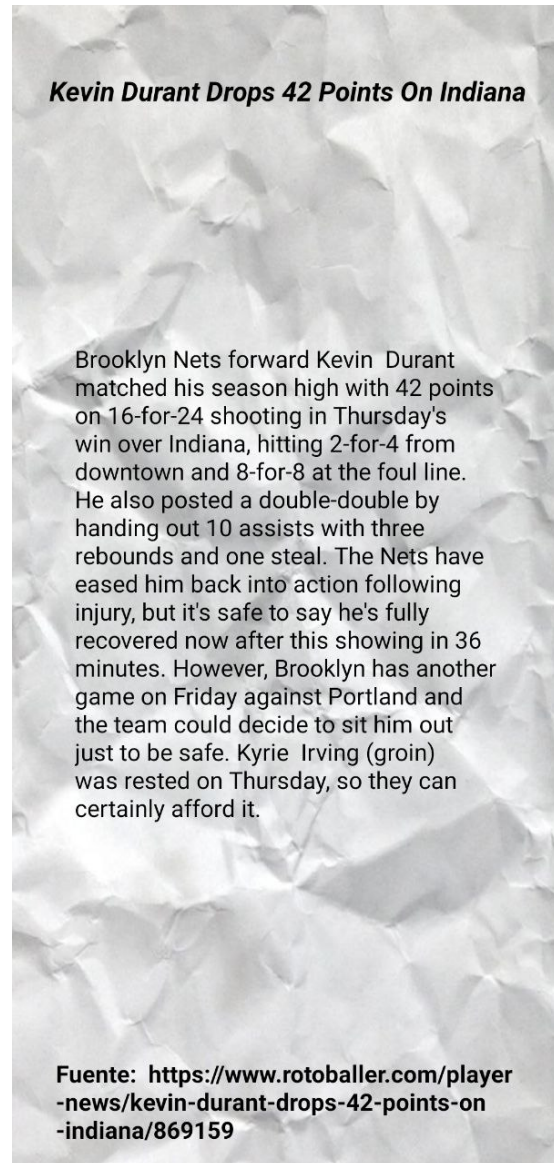 Kevin Durant Drops 42 Points On Indiana
Brooklyn Nets forward Kevin  Durant
matched his season high with 42 points
on 16-for-24 shooting in Thursday's
win over Indiana, hitting 2-for-4 from
downtown and 8-for-8 at the foul line.
He also posted a double-double by
handing out 10 assists with three
rebounds and one steal. The Nets have
eased him back into action following
injury, but it's safe to say he's fully
recovered now after this showing in 36
minutes. However, Brooklyn has another
game on Friday against Portland and
the team could decide to sit him out
just to be safe. Kyrie  Irving (groin)
was rested on Thursday, so they can
certainly afford it.
Fuente:  https://www.rotoballer.com/player
-news/kevin-durant-drops-42-points-on
-indiana/869159